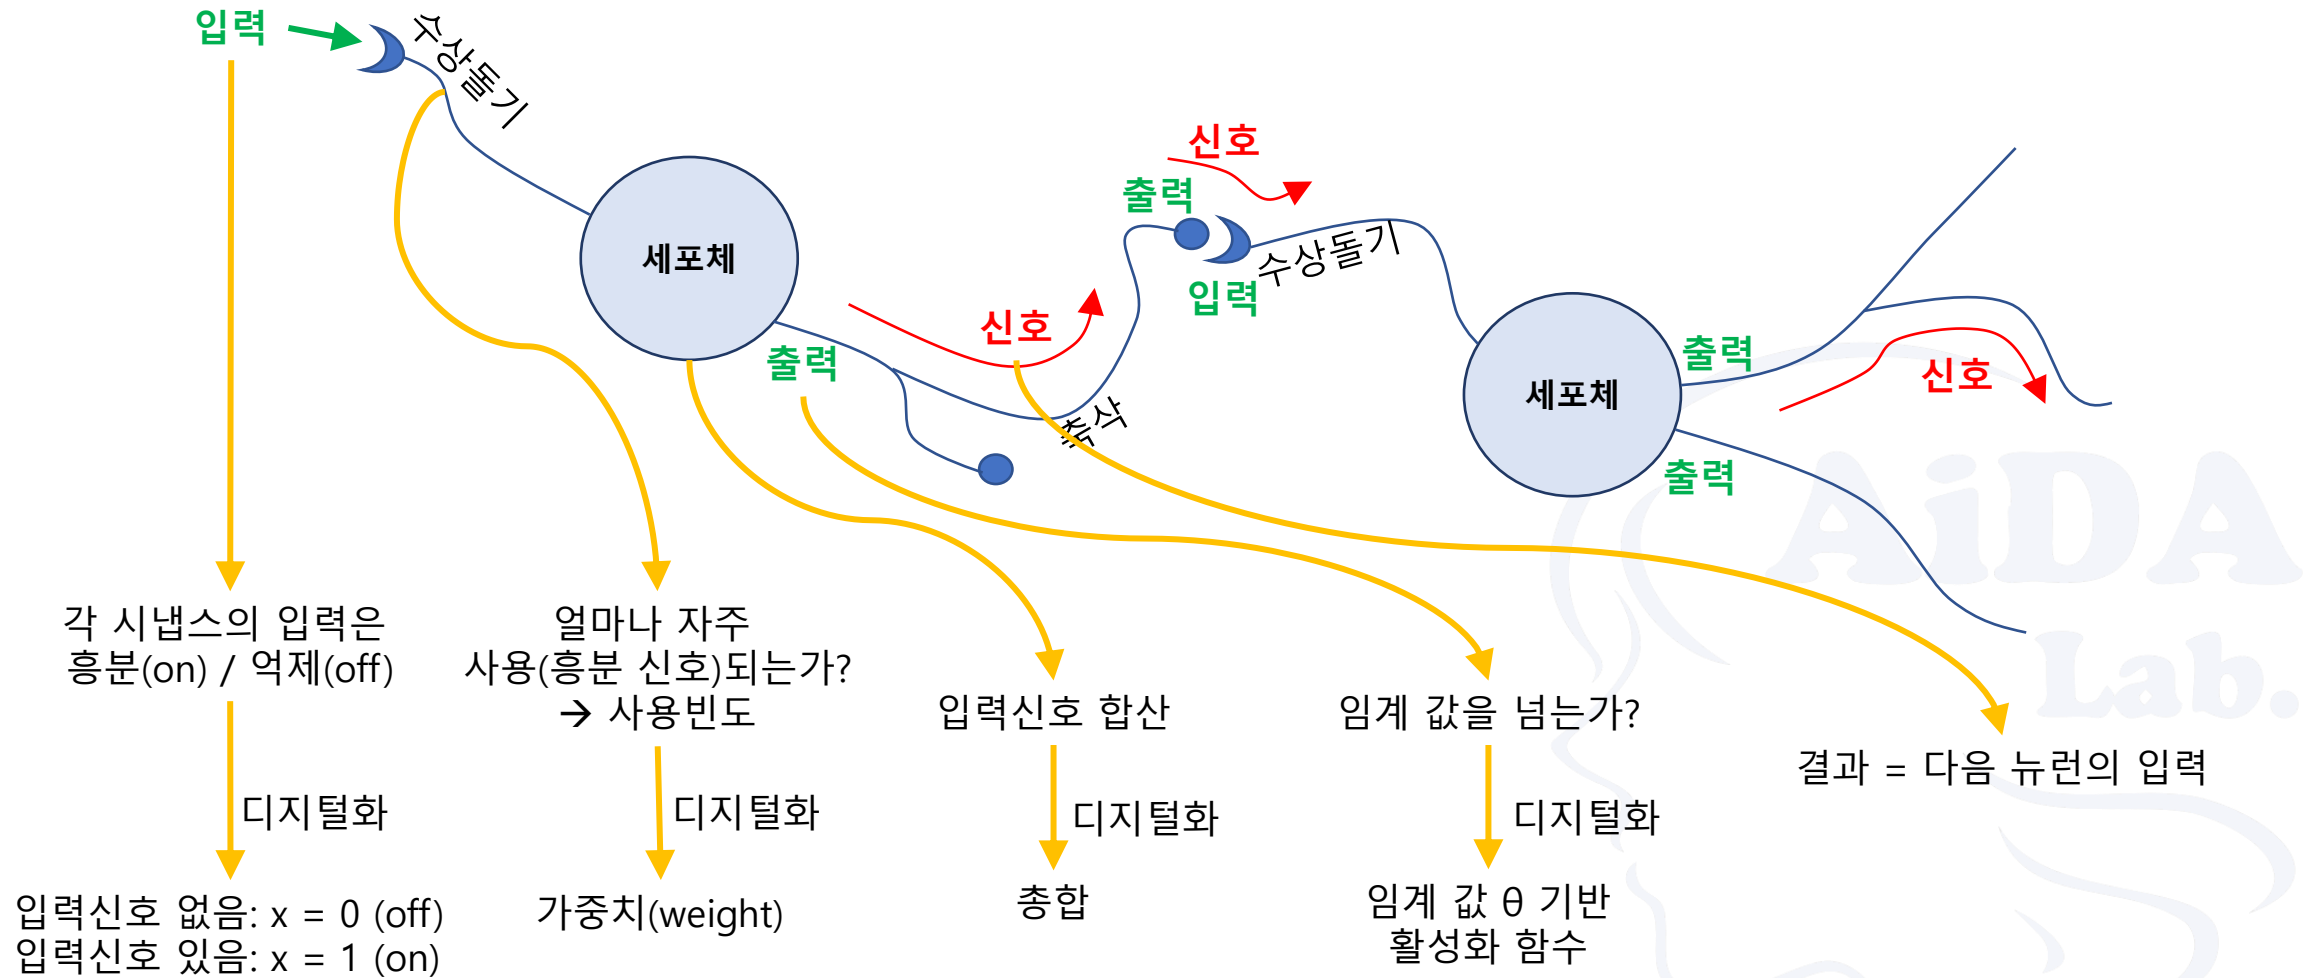 입력
수상돌기
세포체
출력
신호
축삭
신호
출력
입력
수상돌기
세포체
출력
신호
출력
AiDA
Lab.
각 시냅스의 입력은
흥분(on) / 억제(off)
디지털화
입력신호 없음: x = 0 (off)
입력신호 있음: x = 1 (on)
얼마나 자주
사용(흥분 신호)되는가?
→ 사용빈도
디지털화
가중치(weight)
입력신호 합산
디지털화
총합
임계 값을 넘는가?
디지털화
임계 값 θ 기반
활성화 함수
결과 = 다음 뉴런의 입력